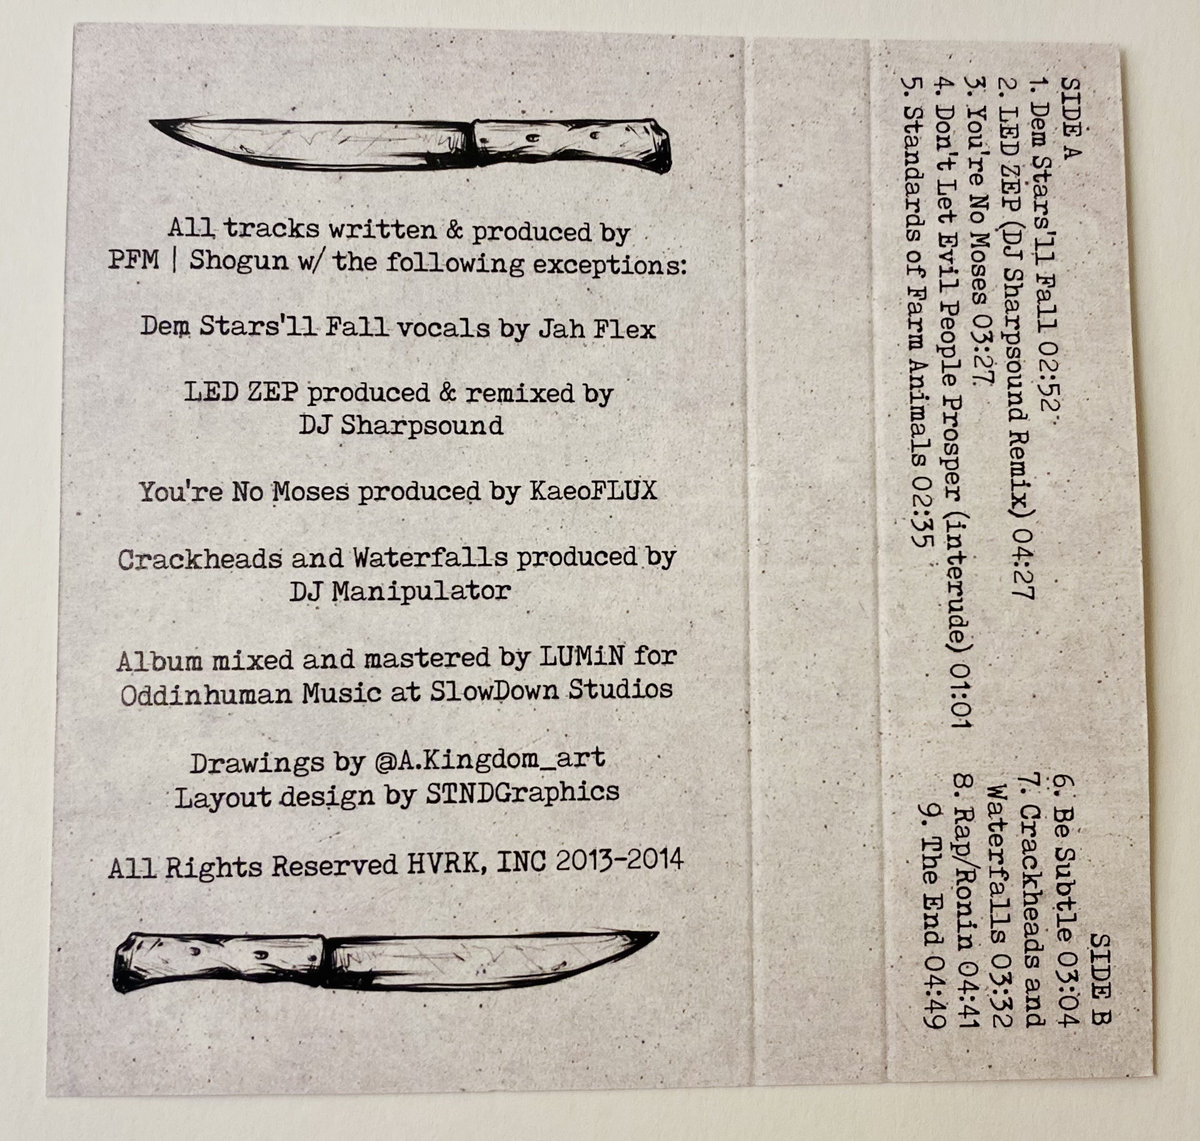 All tracks written & produced by
PFM | Shogun w/ the following exceptions:
Dem Stars'll Fall vocals by Jah Flex
LED ZEP produced & remixed by
DJ Sharpsound
You're No Moses produced by KaeoFLUX
Crackheads and Waterfalls produced by
DJ Manipulator
Album mixed and mastered by LUMiN for
Oddinhuman Music at SlowDown Studios
Drawings by @A.Kingdom_art
Layout design by STNDGraphics
All Rights Reserved HVRK, INC 2013-2014
SIDE A
1. Dem Stars'll Fall 02:52
2. LED ZEP (DJ Sharpsound Remix) 04:27
3. You're No Moses 03:27
4. Don't Let Evil People Prosper (interude) 01:01
5. Standards of Farm Animals 02:35
SIDE B
6. Be Subtle 03:04
7. Crackheads and
Waterfalls 03:32
8. Rap/Ronin 04:41
9. The End 04:49